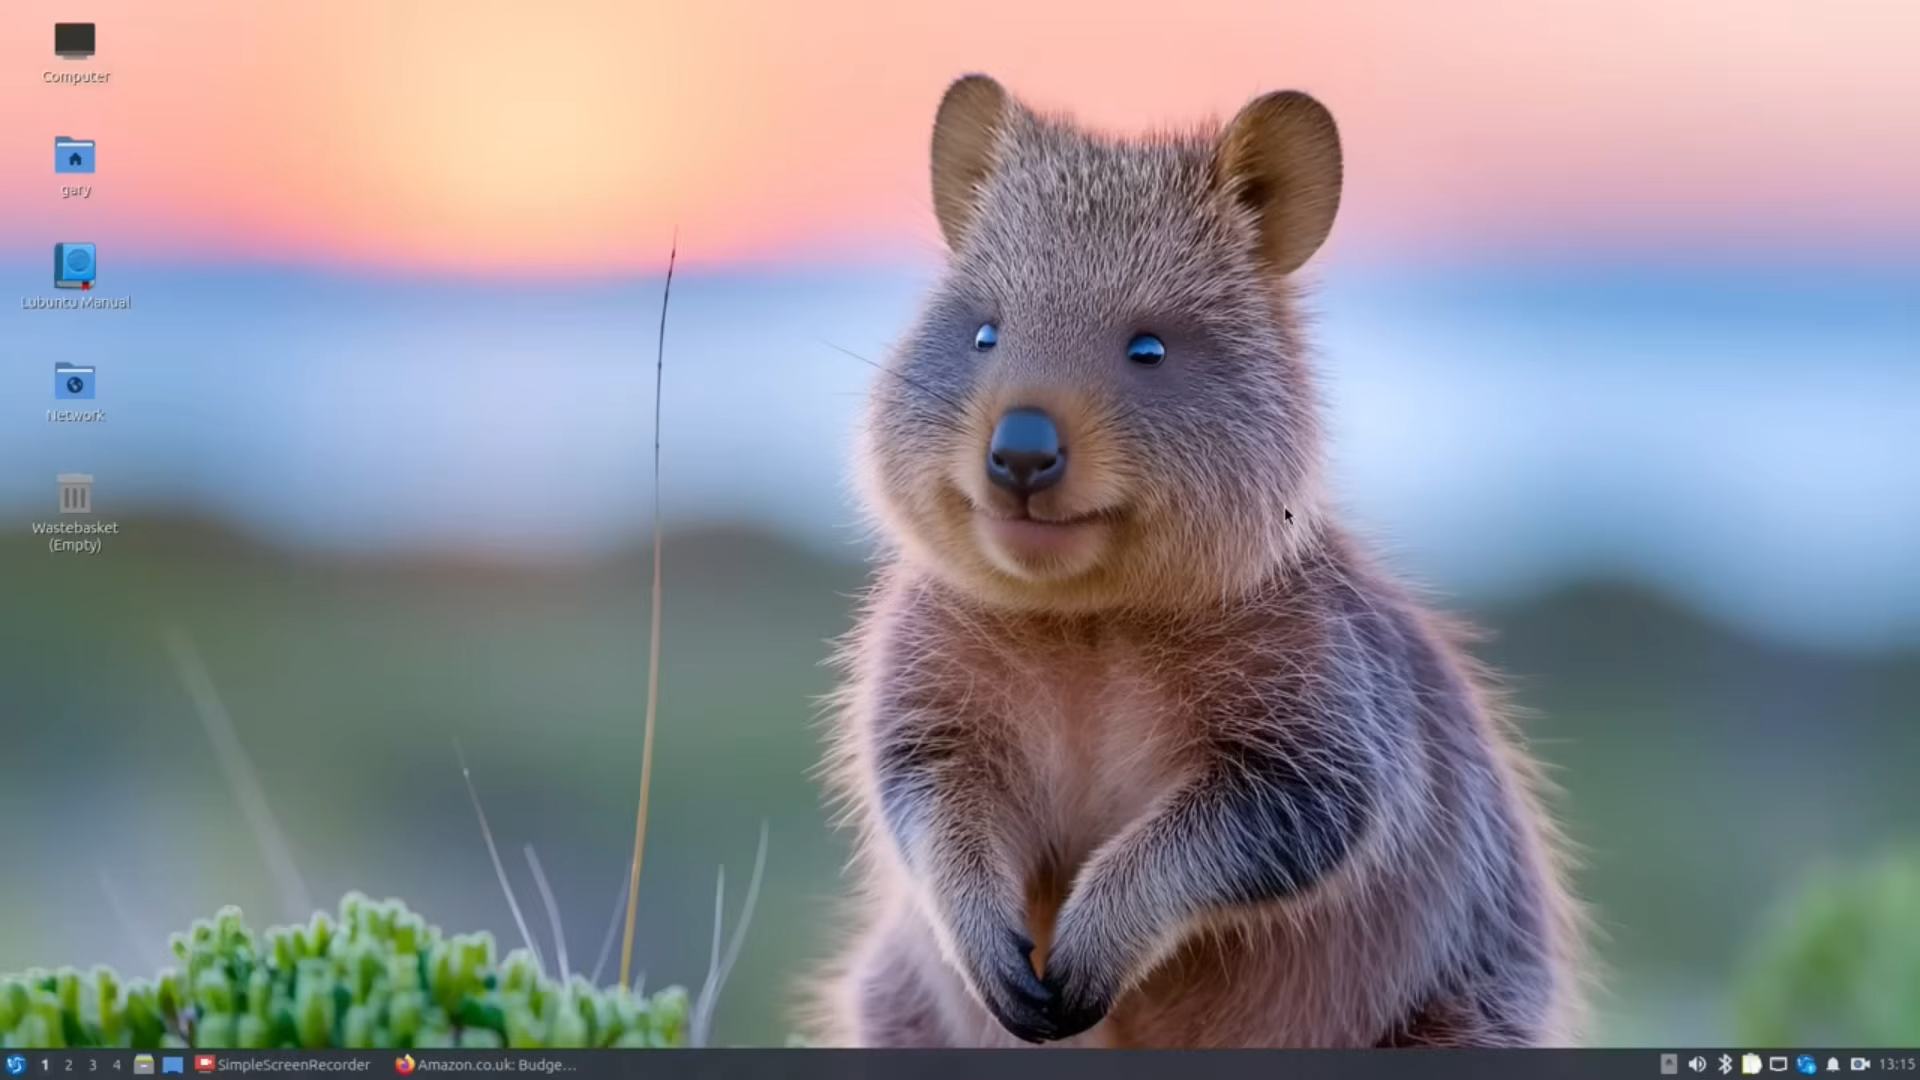 Computer
gary
Lubuntu Manual
Network
Wastebasket
(Empty)
1 2 3 4 SimpleScreenRecorder Amazon.co.uk: Budge... 13:15